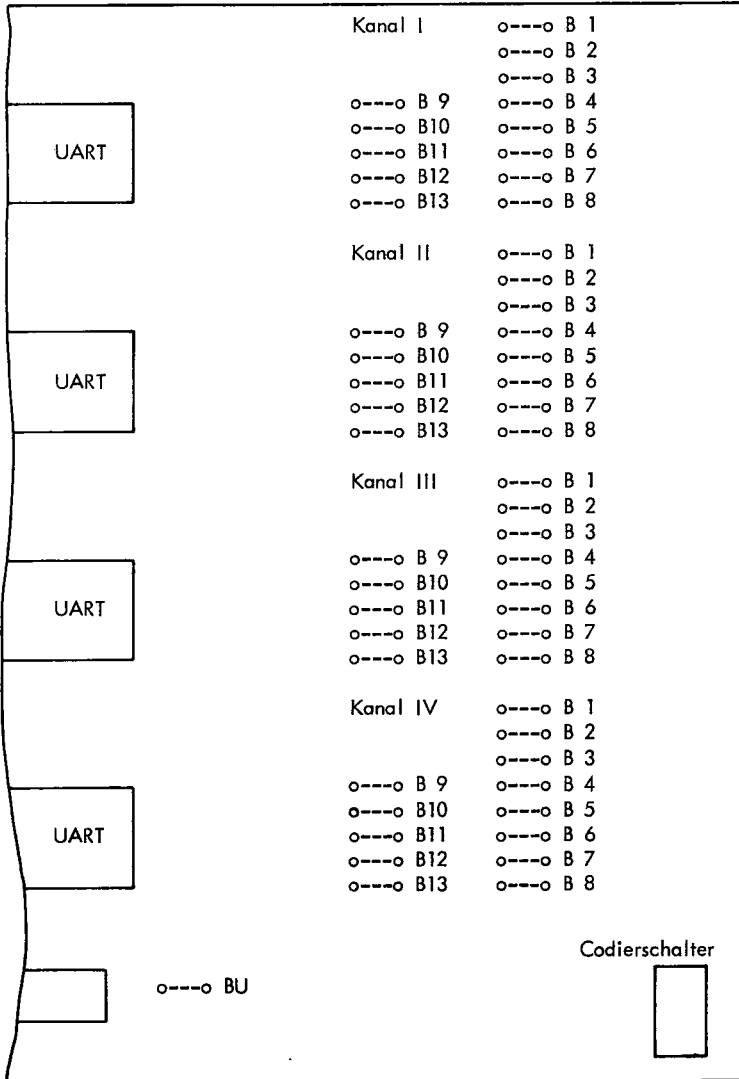 Kanal I o---o B 1
o---o B 2
o---o B 3
o---o B 9 o---o B 4
o---o B10 o---o B 5
UART o---o B11 o---o B 6
o---o B12 o---o B 7
o---o B13 o---o B 8
Kanal II o---o B 1
o---o B 2
o---o B 3
o---o B 9 o---o B 4
o---o B10 o---o B 5
UART o---o B11 o---o B 6
o---o B12 o---o B 7
o---o B13 o---o B 8
Kanal III o---o B 1
o---o B 2
o---o B 3
o---o B 9 o---o B 4
o---o B10 o---o B 5
UART o---o B11 o---o B 6
o---o B12 o---o B 7
o---o B13 o---o B 8
Kanal IV o---o B 1
o---o B 2
o---o B 3
o---o B 9 o---o B 4
o---o B10 o---o B 5
UART o---o B11 o---o B 6
o---o B12 o---o B 7
o---o B13 o---o B 8
Codierschalter
o---o BU